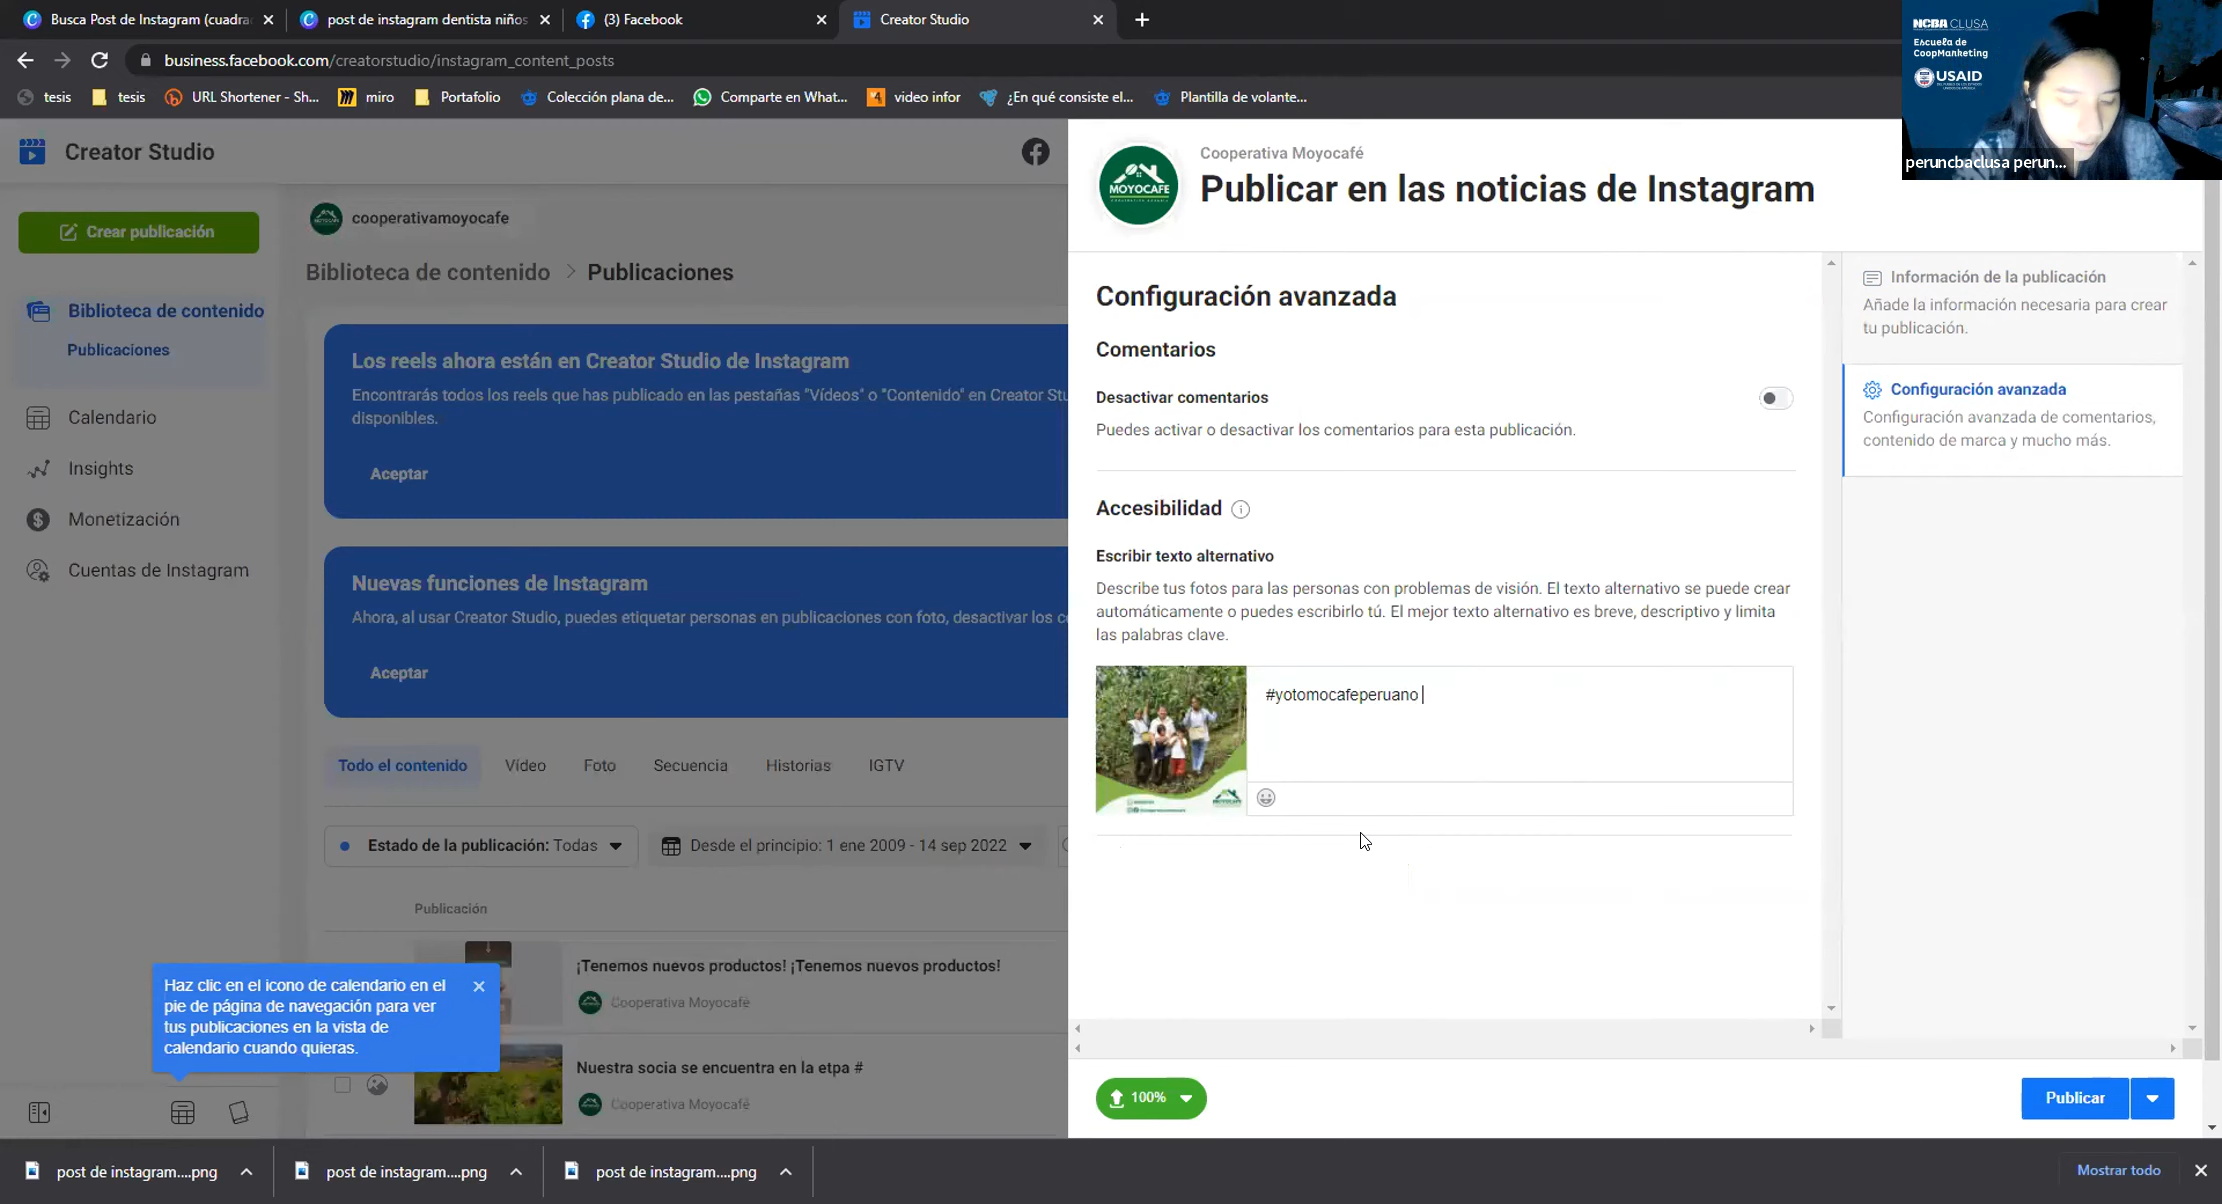 Busca Post de Instagram (cuadra
post de instagram dentista niños
(3) Facebook
Creator Studio
business.facebook.com/creatorstudio/instagram_content_posts
tesis
tesis
URL Shortener - Sh...
miro
Portafolio
Colección plana de...
Comparte en What...
video infor
¿En qué consiste el...
Plantilla de volante...
NCBA CLUSA
Escuela de
CoopMarketing
USAID
peruncbaclusa perun...
Creator Studio
Crear publicación
Biblioteca de contenido
Publicaciones
Calendario
Insights
Monetización
Cuentas de Instagram
cooperativamoyocafe
Biblioteca de contenido > Publicaciones
Los reels ahora están en Creator Studio de Instagram
Encontrarás todos los reels que has publicado en las pestañas "Vídeos" o "Contenido" en Creator Stu
disponibles.
Aceptar
Nuevas funciones de Instagram
Ahora, al usar Creator Studio, puedes etiquetar personas en publicaciones con foto, desactivar los c
Aceptar
Todo el contenido
Vídeo
Foto
Secuencia
Historias
IGTV
Estado de la publicación: Todas
Desde el principio: 1 ene 2009 - 14 sep 2022
Publicación
¡Tenemos nuevos productos! ¡Tenemos nuevos productos!
Cooperativa Moyocafé
Nuestra socia se encuentra en la etpa #
Cooperativa Moyocafé
Haz clic en el icono de calendario en el
pie de página de navegación para ver
tus publicaciones en la vista de
calendario cuando quieras.
MOYOCAFE
Cooperativa Moyocafé
Publicar en las noticias de Instagram
Configuración avanzada
Comentarios
Desactivar comentarios
Puedes activar o desactivar los comentarios para esta publicación.
Accesibilidad
Escribir texto alternativo
Describe tus fotos para las personas con problemas de visión. El texto alternativo se puede crear
automáticamente o puedes escribirlo tú. El mejor texto alternativo es breve, descriptivo y limita
las palabras clave.
#yotomocafeperuano
MOYOCAFE
Información de la publicación
Añade la información necesaria para crear
tu publicación.
Configuración avanzada
Configuración avanzada de comentarios,
contenido de marca y mucho más.
100%
Publicar
post de instagram....png
post de instagram....png
post de instagram....png
Mostrar todo